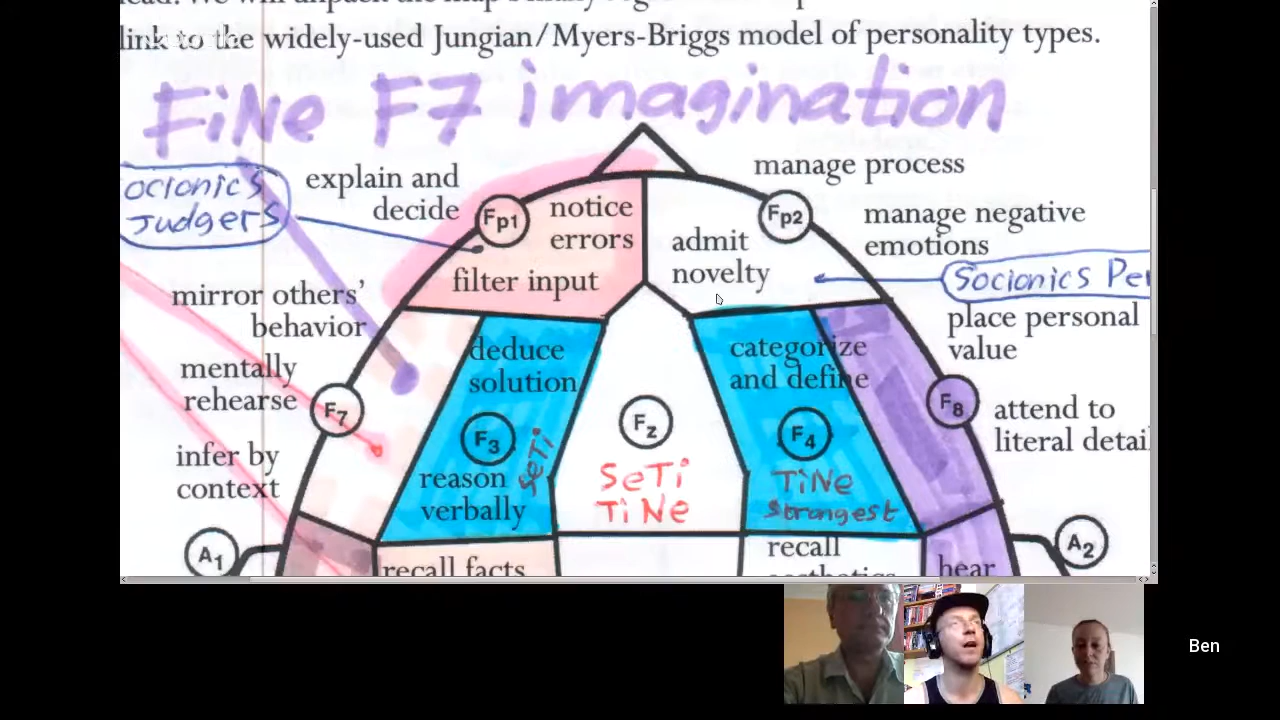 link to the widely-used Jungian/Myers-Briggs model of personality types.
FiNe F7 imagination
manage process
explain and
decide
Fp1
notice
errors
filter input
Fp2
admit
novelty
manage negative
emotions
ocionics
Judgers
Socionics Per
mirror others'
behavior
place personal
value
mentally
rehearse
F7
deduce
solution
F3
reason
verbally
SeTi
Fz
SeTi
TiNe
categorize
and define
F4
TiNe
Strongest
F8
attend to
literal detai
infer by
context
A1
A2
recall facts
recall
hear
Ben